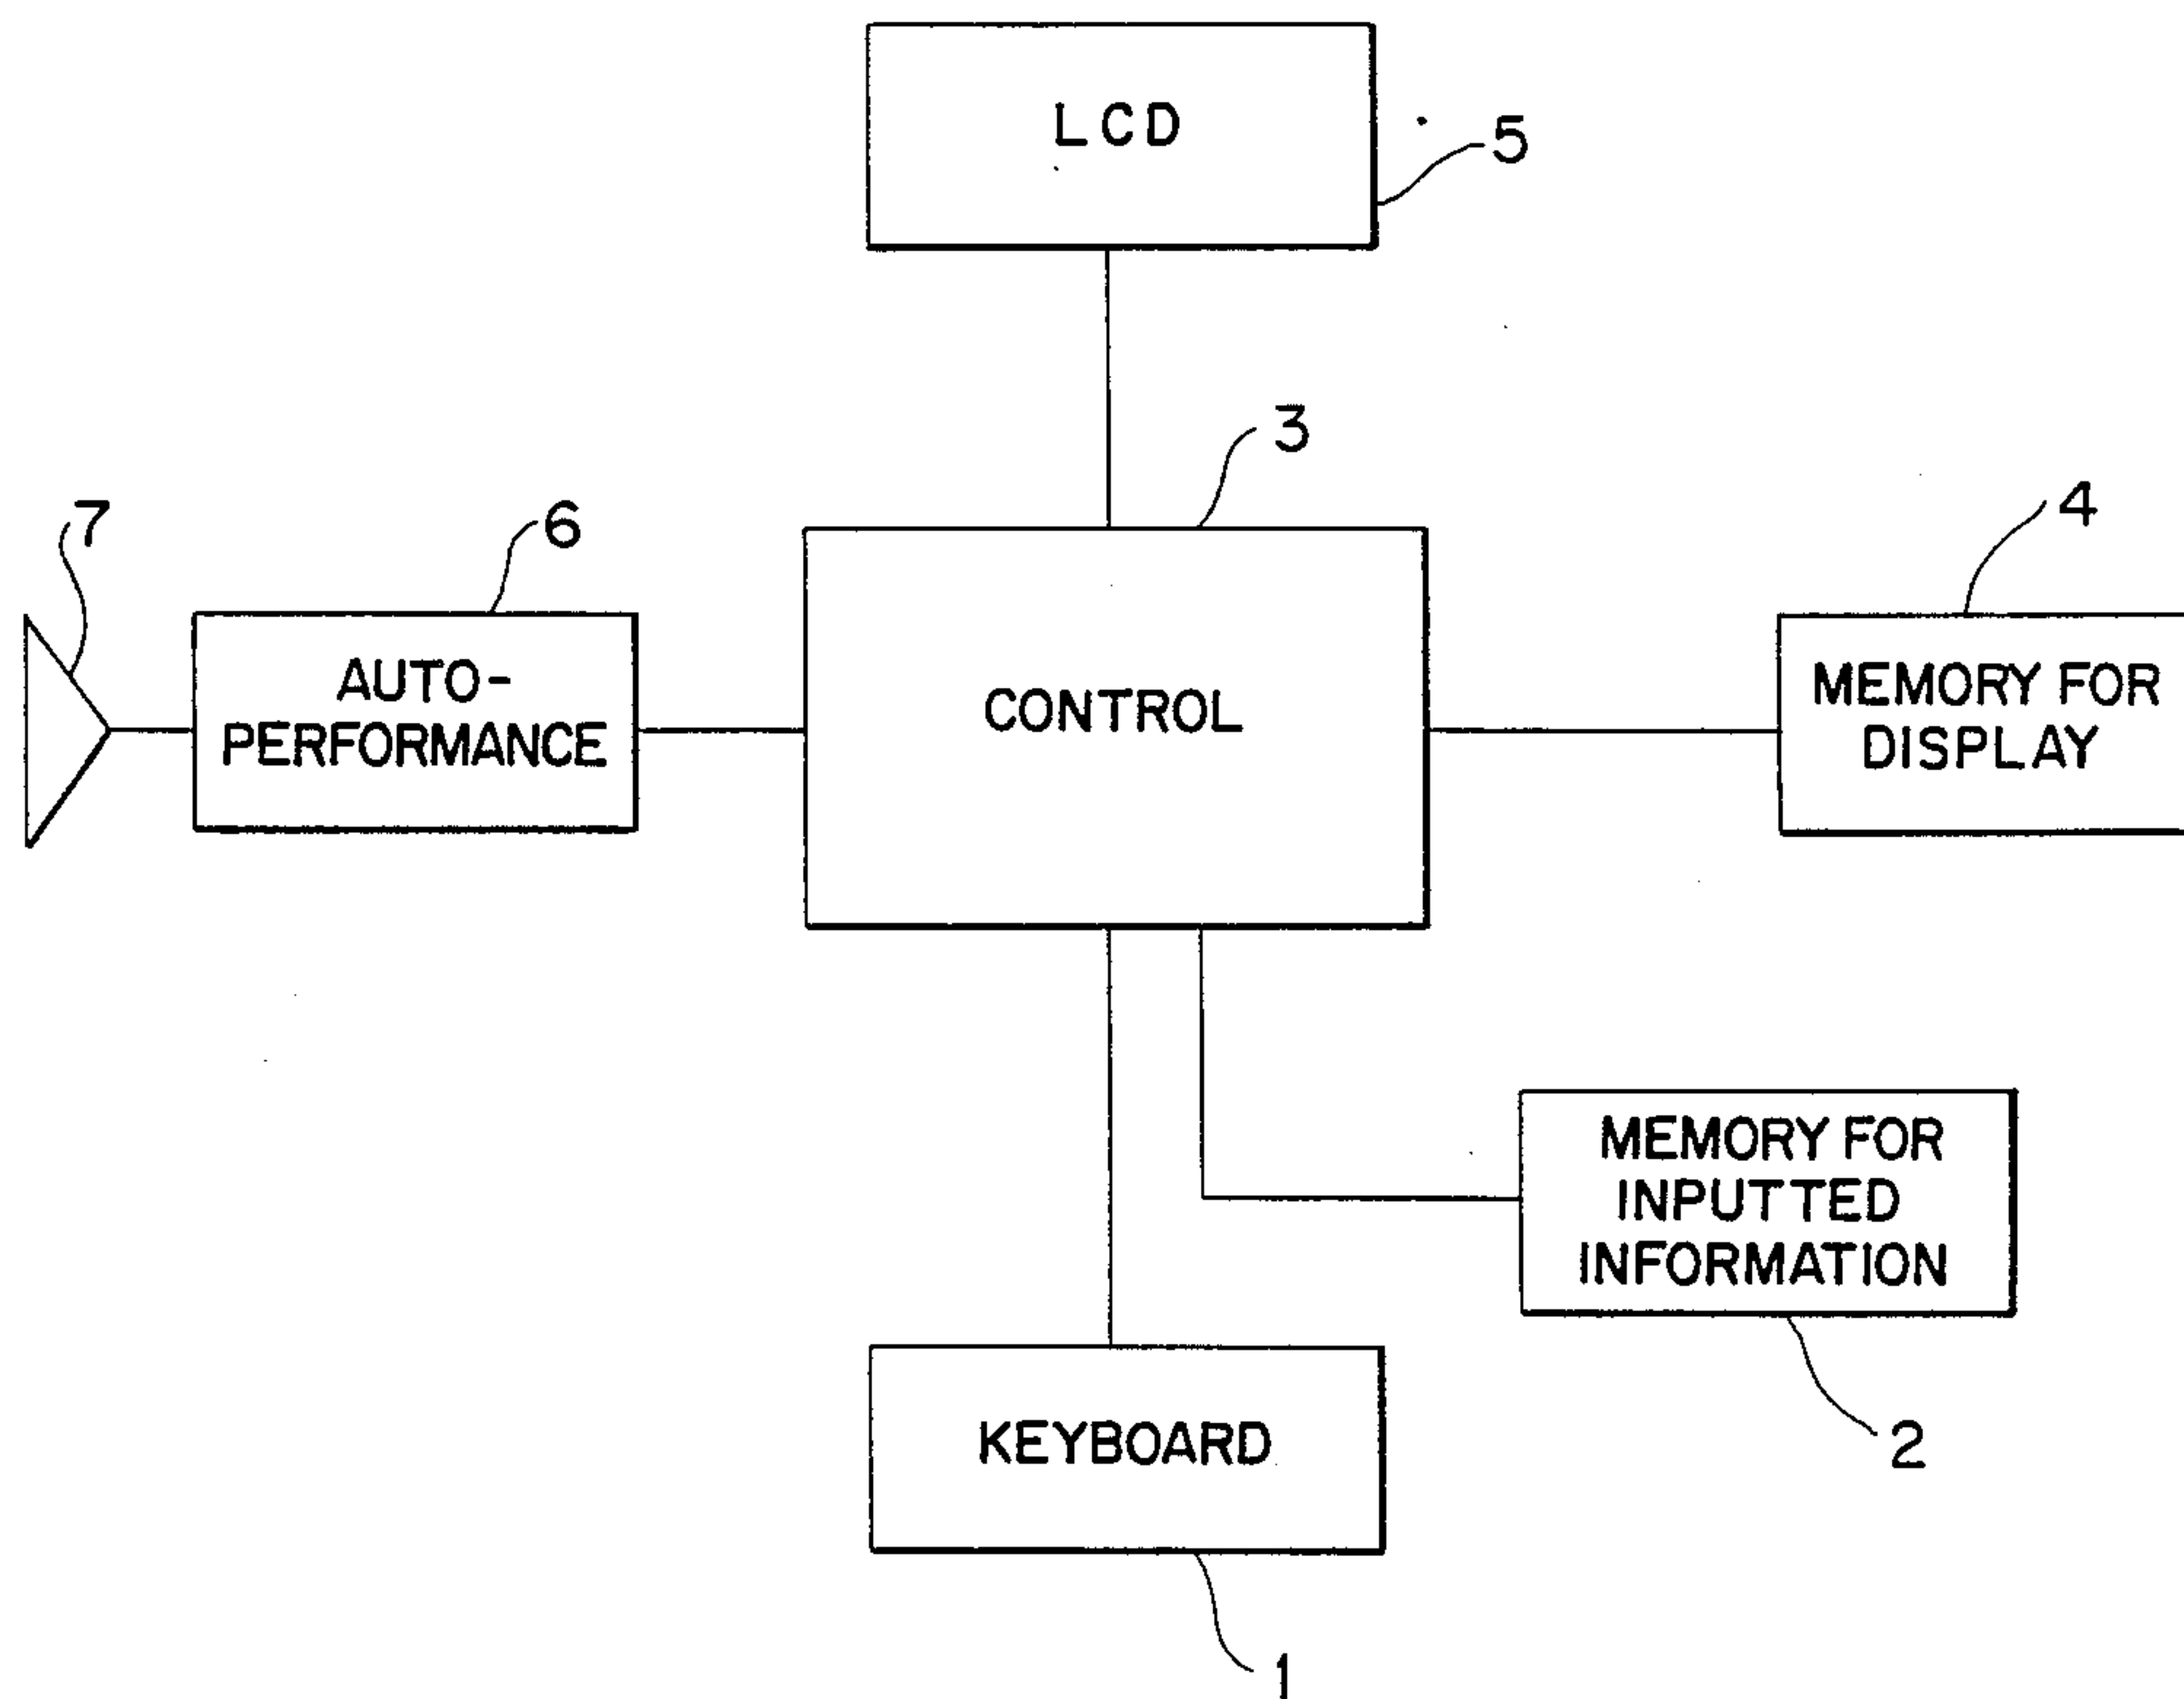 LCD
5
3
7
6
4
AUTO-
PERFORMANCE
CONTROL
MEMORY FOR
DISPLAY
MEMORY FOR
INPUTTED
INFORMATION
2
KEYBOARD
1